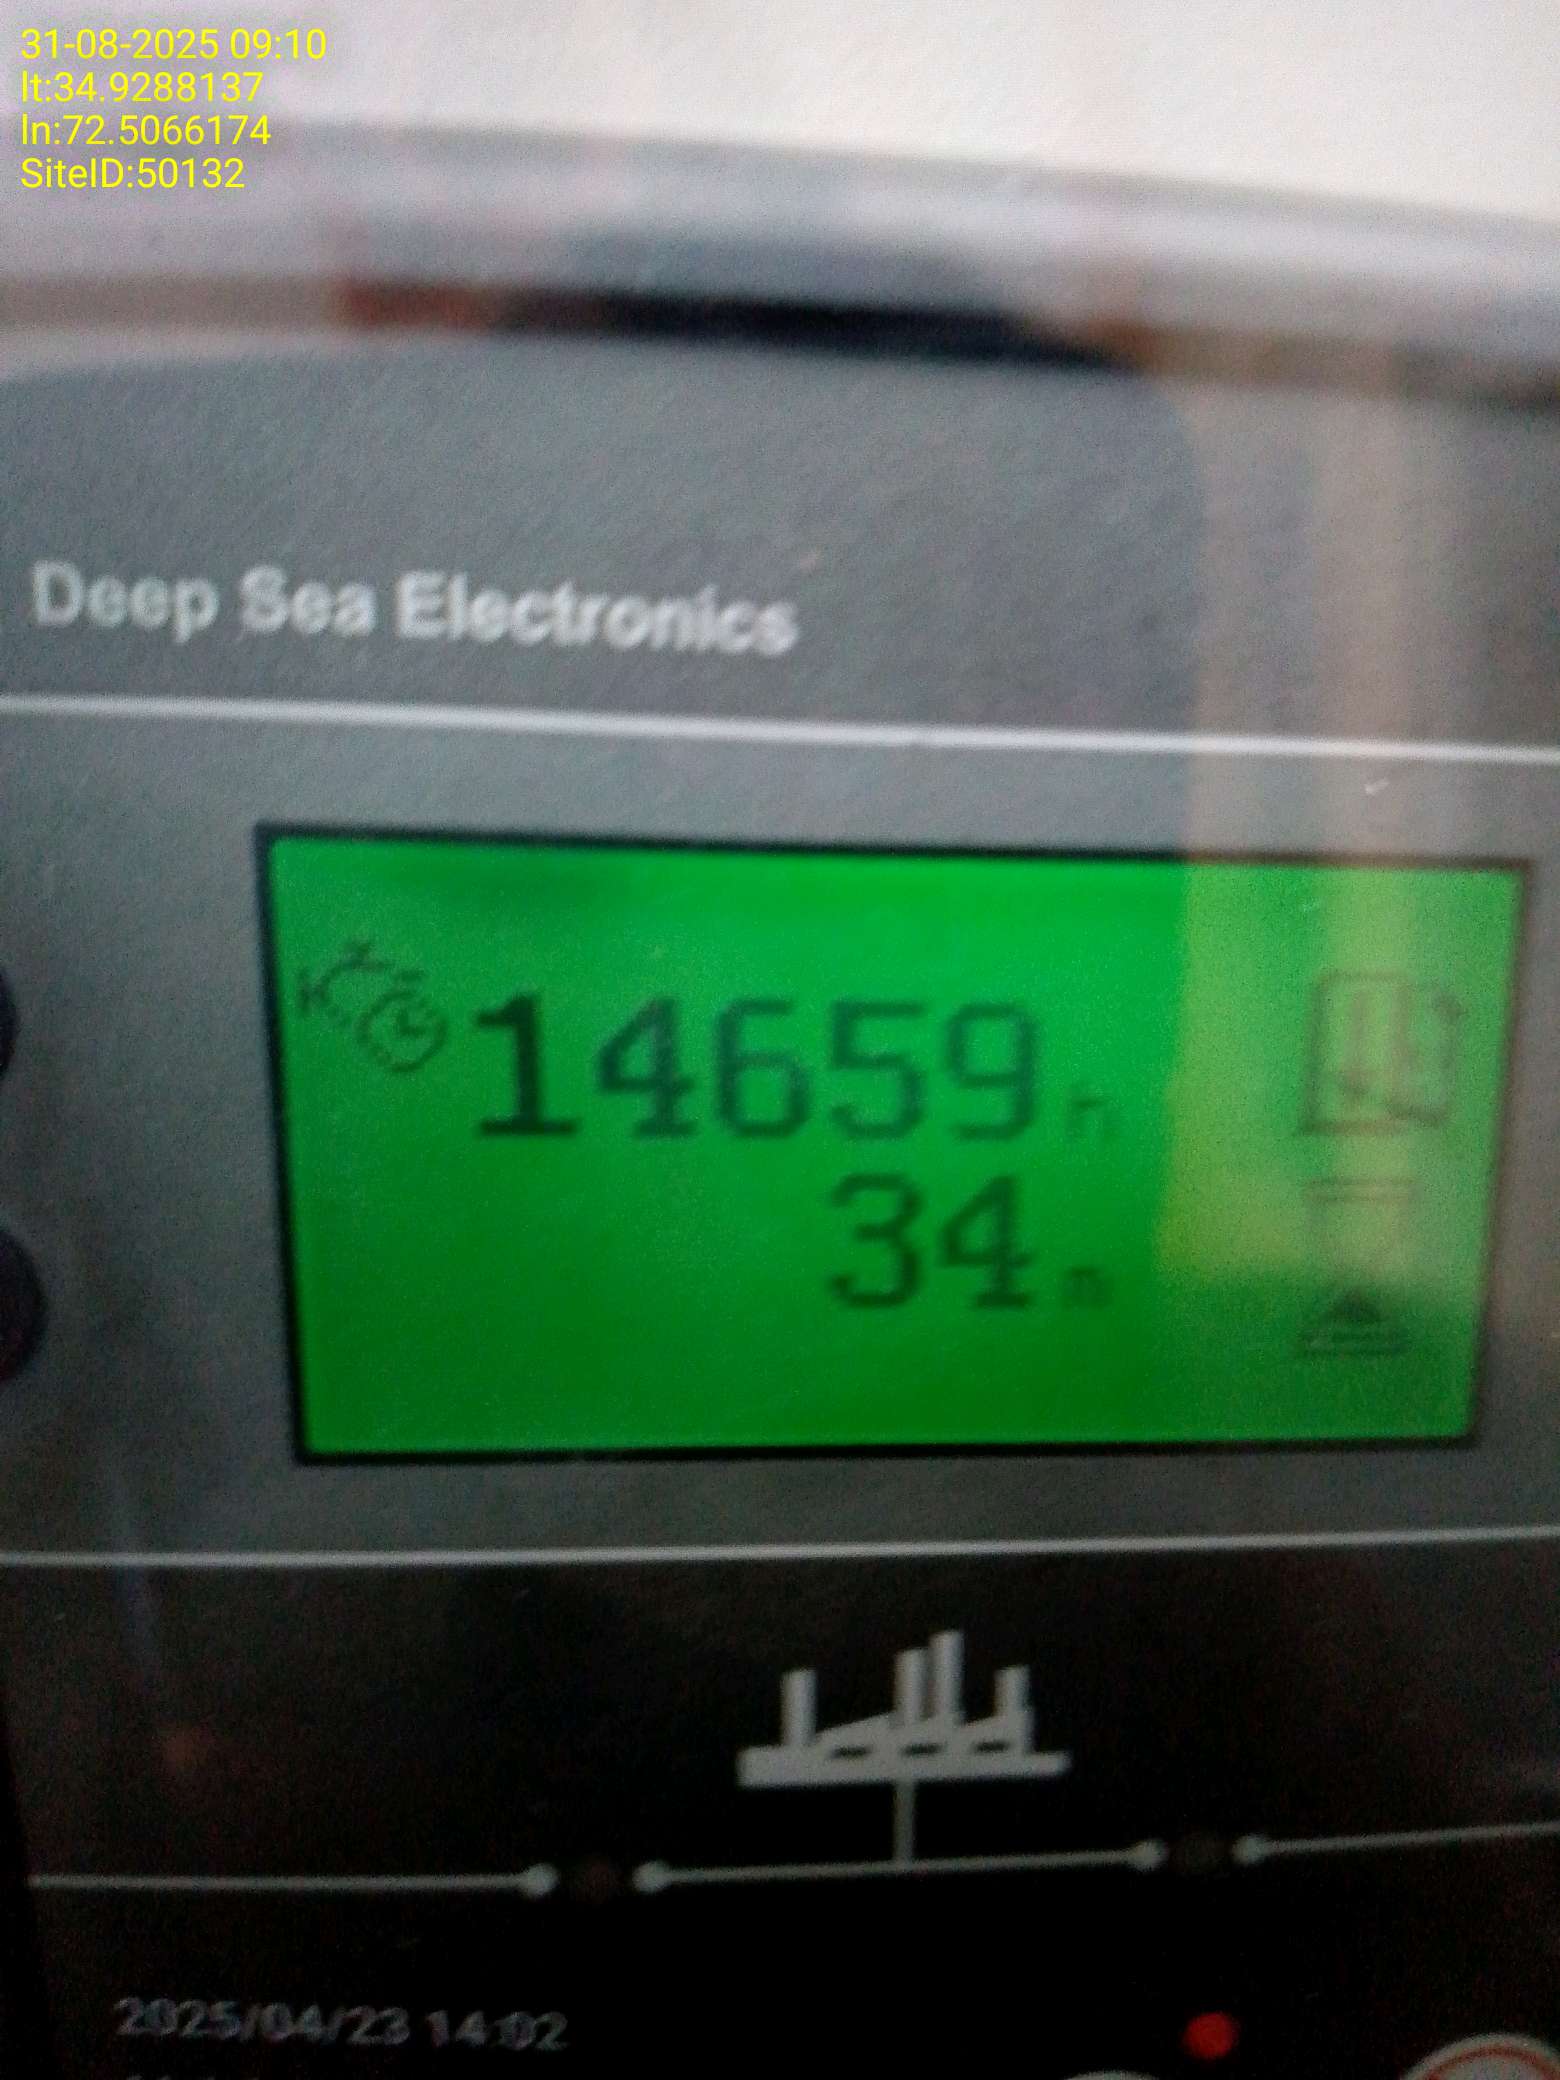 31-08-2025 09:10
lt:34.9288137
ln:72.5066174
SiteID:50132
Deep Sea Electronics
14659 h
34 m
2025/04/23 14:02